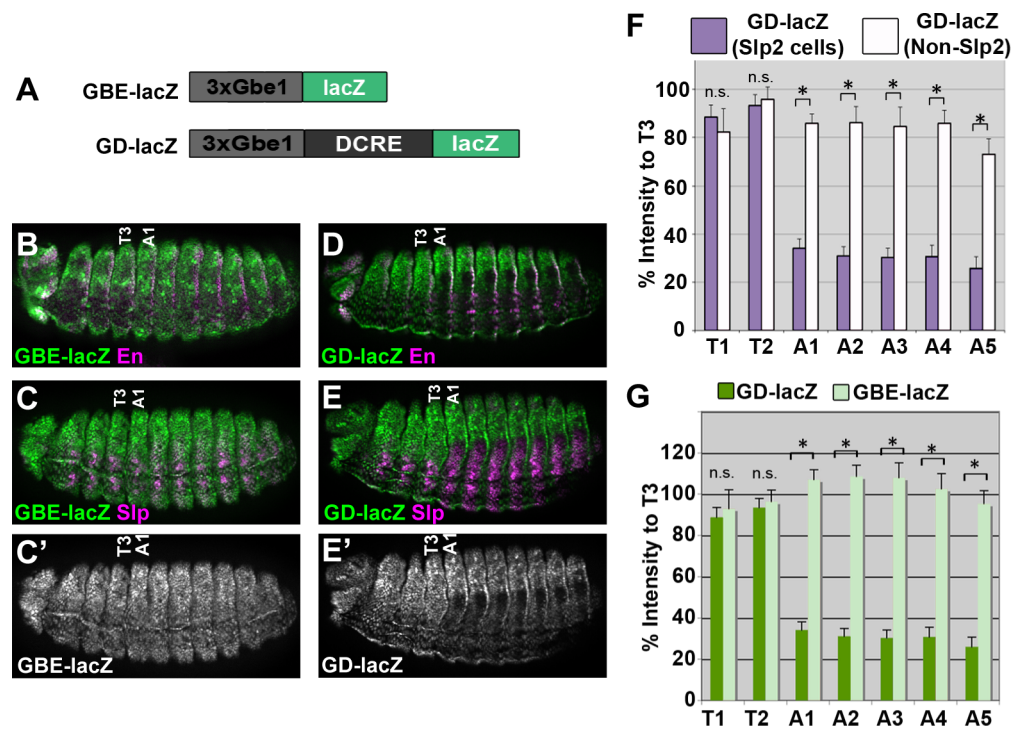 A
GBE-lacZ
3xGbe1
lacZ
GD-lacZ
3xGbe1
DCRE
lacZ
B
T3
A1
GBE-lacZ En
C
T3
A1
GBE-lacZ Slp
C’
T3
A1
GBE-lacZ
D
T3
A1
GD-lacZ En
E
T3
A1
GD-lacZ Slp
E’
T3
A1
GD-lacZ
F
GD-lacZ
(Slp2 cells)
GD-lacZ
(Non-Slp2)
% Intensity to T3
100
80
60
40
20
0
n.s.
n.s.
*
*
*
*
*
T1 T2 A1 A2 A3 A4 A5
G
GD-lacZ
GBE-lacZ
% Intensity to T3
120
100
80
60
40
20
0
n.s.
n.s.
*
*
*
*
*
T1 T2 A1 A2 A3 A4 A5